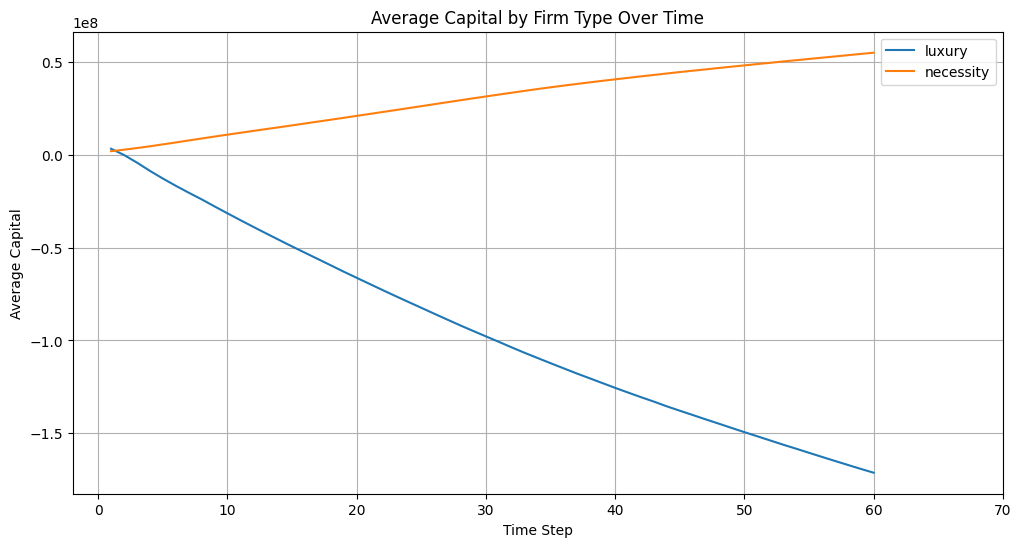 Average Capital by Firm Type Over Time
1e8
luxury
necessity
0.5
0.0
−0.5
−1.0
−1.5
Average Capital
0 10 20 30 40 50 60 70
Time Step